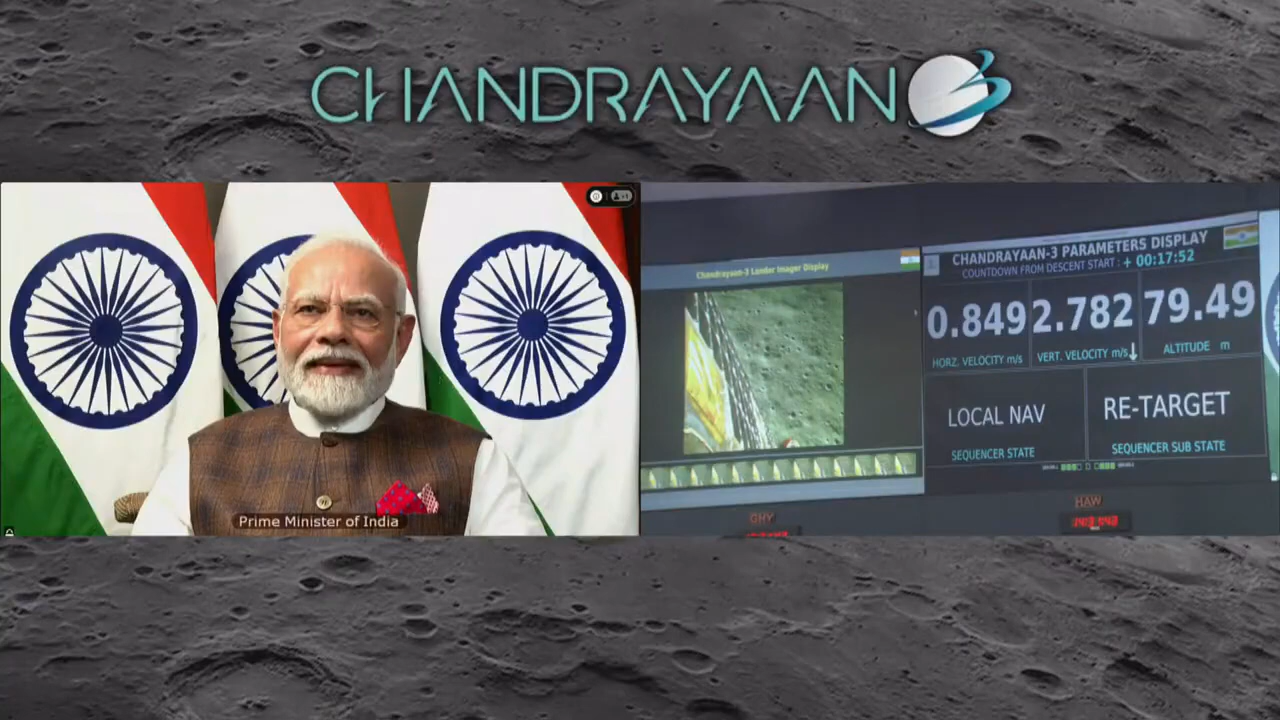 CHANDRAYAAN 3
Prime Minister of India
Chandrayaan-3 Lander Imager Display
CHANDRAYAAN-3 PARAMETERS DISPLAY
COUNTDOWN FROM DESCENT START : + 00:17:52
0.849 2.782 79.49
HORZ. VELOCITY m/s VERT. VELOCITY m/s ALTITUDE m
LOCAL NAV RE-TARGET
SEQUENCER STATE SEQUENCER SUB STATE
GHY HAW